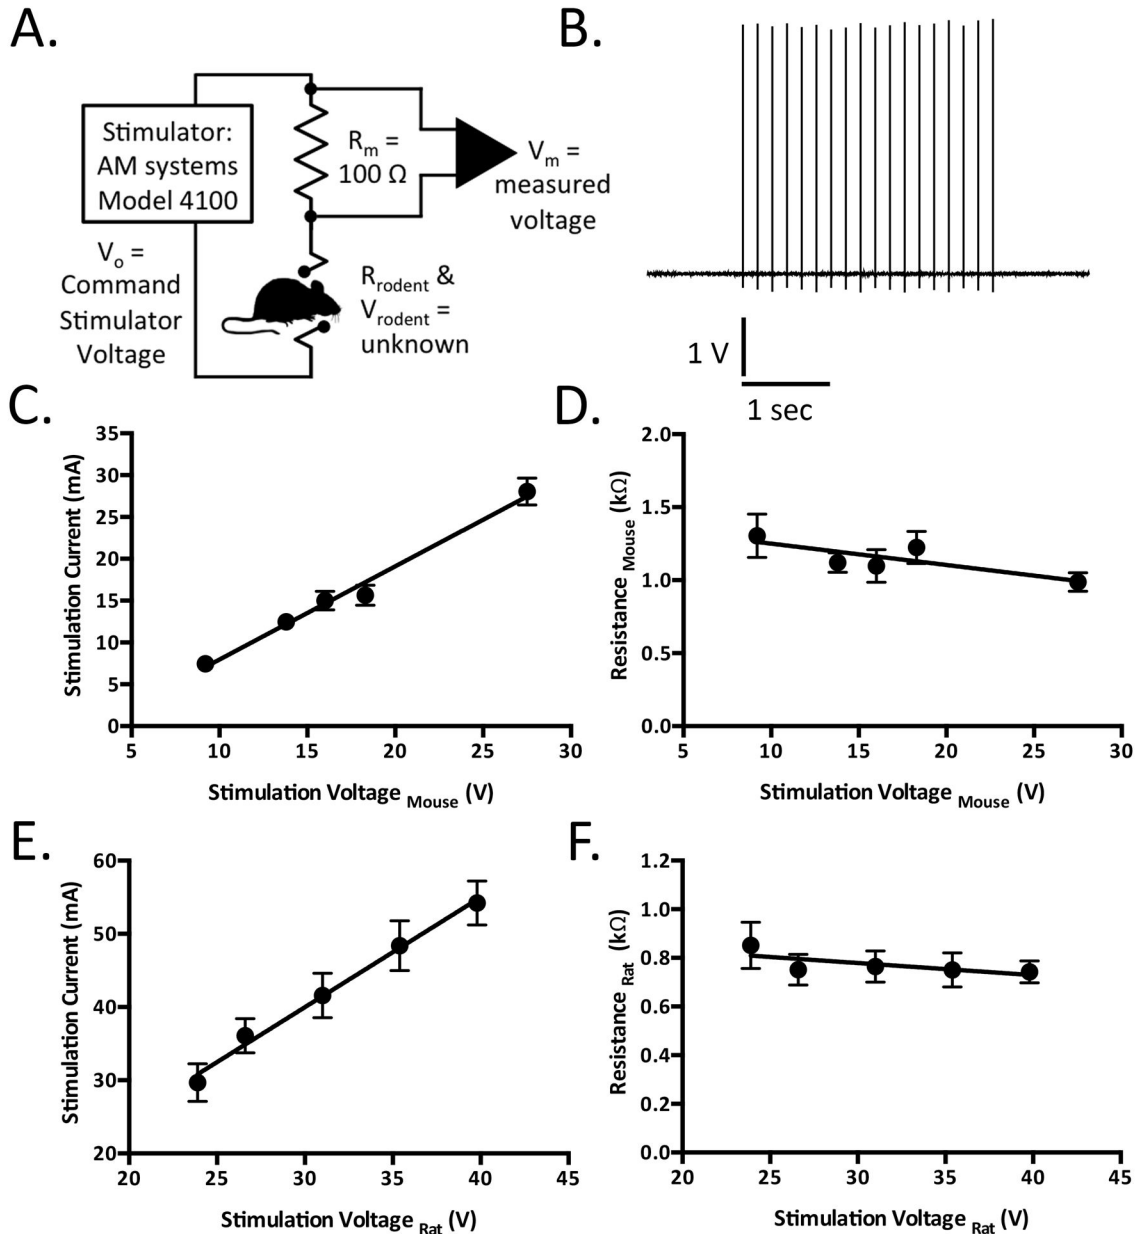 A.
Stimulator:
AM systems
Model 4100
R_m =
100 Ω
V_m =
measured
voltage
V_o =
Command
Stimulator
Voltage
R_rodent &
V_rodent =
unknown
B.
1 V
1 sec
C.
Stimulation Current (mA)
35
30
25
20
15
10
5
0
5 10 15 20 25 30
Stimulation Voltage Mouse (V)
D.
Resistance Mouse (kΩ)
2.0
1.5
1.0
0.5
0.0
5 10 15 20 25 30
Stimulation Voltage Mouse (V)
E.
Stimulation Current (mA)
60
50
40
30
20
20 25 30 35 40 45
Stimulation Voltage Rat (V)
F.
Resistance Rat (kΩ)
1.2
1.0
0.8
0.6
0.4
0.2
0.0
20 25 30 35 40 45
Stimulation Voltage Rat (V)